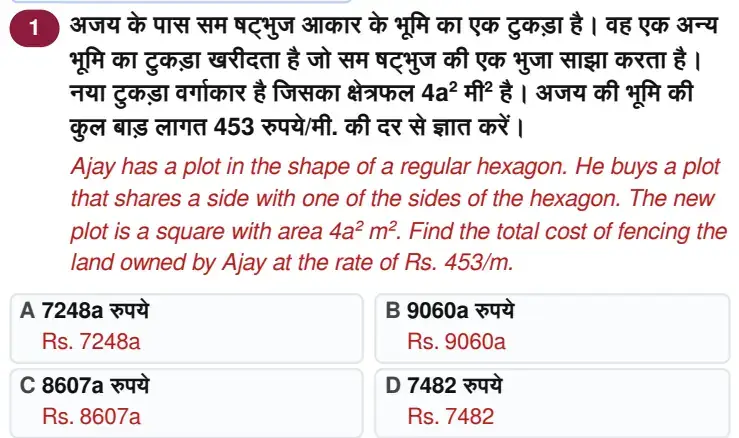 1 अजय के पास सम षट्भुज आकार के भूमि का एक टुकड़ा है। वह एक अन्य
भूमि का टुकड़ा खरीदता है जो सम षट्भुज की एक भुजा साझा करता है।
नया टुकड़ा वर्गाकार है जिसका क्षेत्रफल 4a² मी² है। अजय की भूमि की
कुल बाड़ लागत 453 रुपये/मी. की दर से ज्ञात करें।
Ajay has a plot in the shape of a regular hexagon. He buys a plot
that shares a side with one of the sides of the hexagon. The new
plot is a square with area 4a² m². Find the total cost of fencing the
land owned by Ajay at the rate of Rs. 453/m.
A 7248a रुपये
Rs. 7248a
B 9060a रुपये
Rs. 9060a
C 8607a रुपये
Rs. 8607a
D 7482 रुपये
Rs. 7482